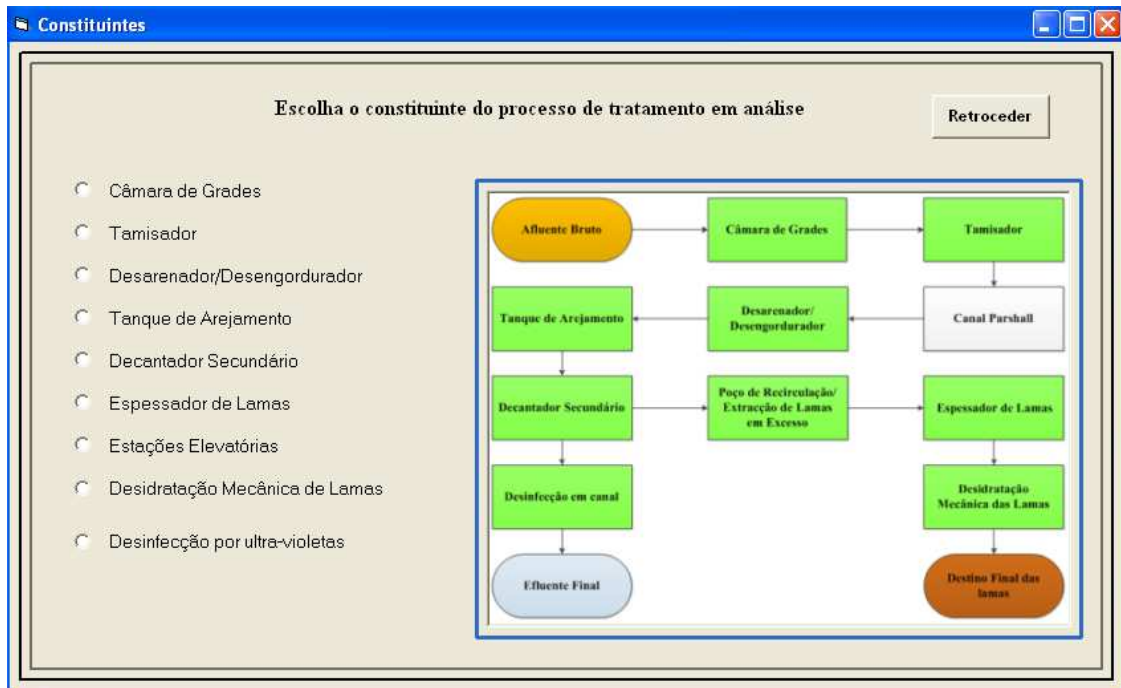 Constituintes
Escolha o constituinte do processo de tratamento em análise
Retroceder
Câmara de Grades
Tamisador
Desarenador/Desengordurador
Tanque de Arejamento
Decantador Secundário
Espessador de Lamas
Estações Elevatórias
Desidratação Mecânica de Lamas
Desinfecção por ultra-violetas
Afluente Bruto
Câmara de Grades
Tamisador
Tanque de Arejamento
Desarenador/
Desengordurador
Canal Parshall
Decantador Secundário
Poço de Recirculação/
Extracção de Lamas
em Excesso
Espessador de Lamas
Desinfecção em canal
Desidratação
Mecânica das Lamas
Efluente Final
Destino Final das
lamas